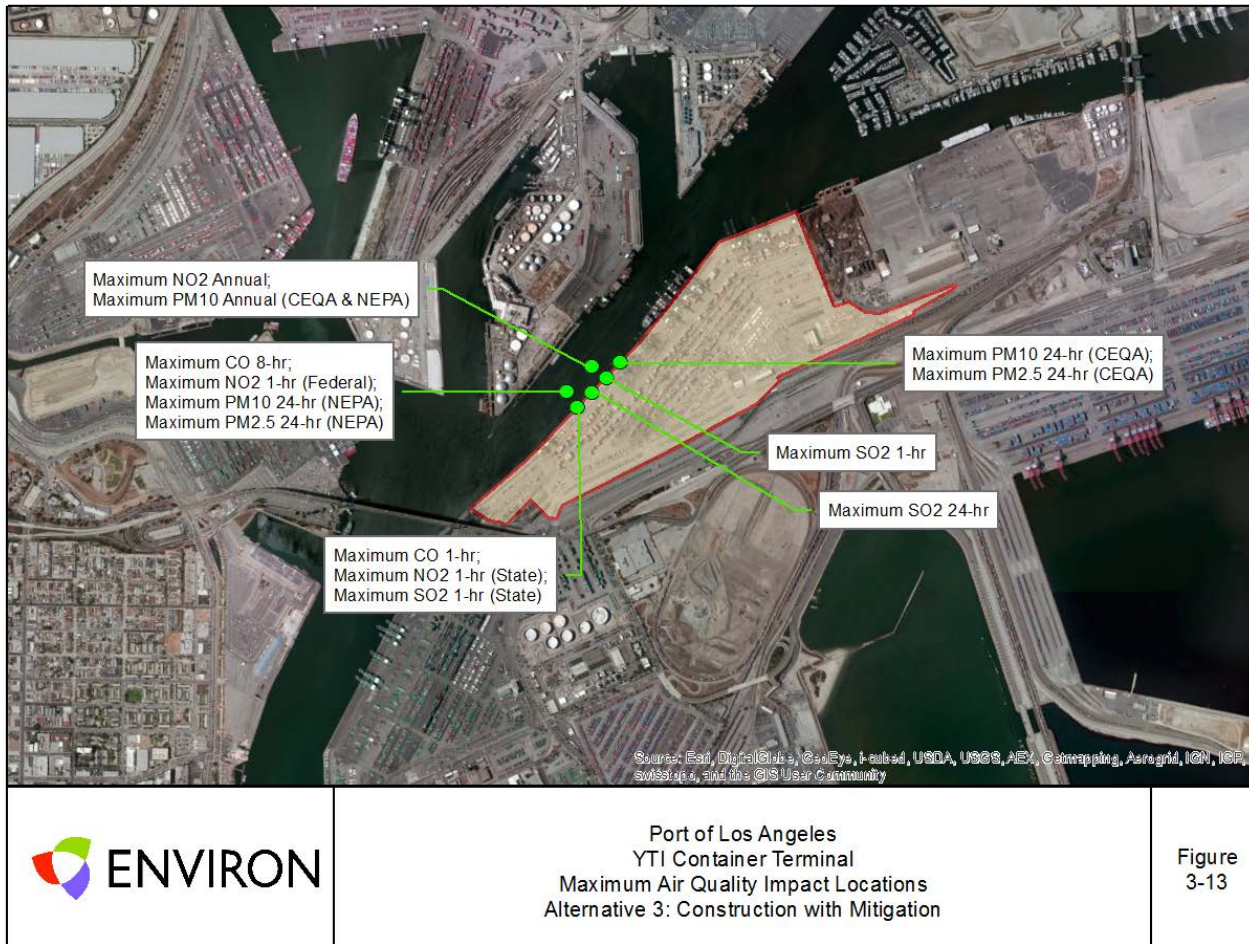 Maximum NO2 Annual;
Maximum PM10 Annual (CEQA & NEPA)
Maximum CO 8-hr;
Maximum NO2 1-hr (Federal);
Maximum PM10 24-hr (NEPA);
Maximum PM2.5 24-hr (NEPA)
Maximum PM10 24-hr (CEQA);
Maximum PM2.5 24-hr (CEQA)
Maximum SO2 1-hr
Maximum SO2 24-hr
Maximum CO 1-hr;
Maximum NO2 1-hr (State);
Maximum SO2 1-hr (State)
Source: Esri, DigitalGlobe, GeoEye, i-cubed, USDA, USGS, AEX, Getmapping, Aerogrid, IGN, IGP,
swisstopo, and the GIS User Community
ENVIRON
Port of Los Angeles
YTI Container Terminal
Maximum Air Quality Impact Locations
Alternative 3: Construction with Mitigation
Figure
3-13